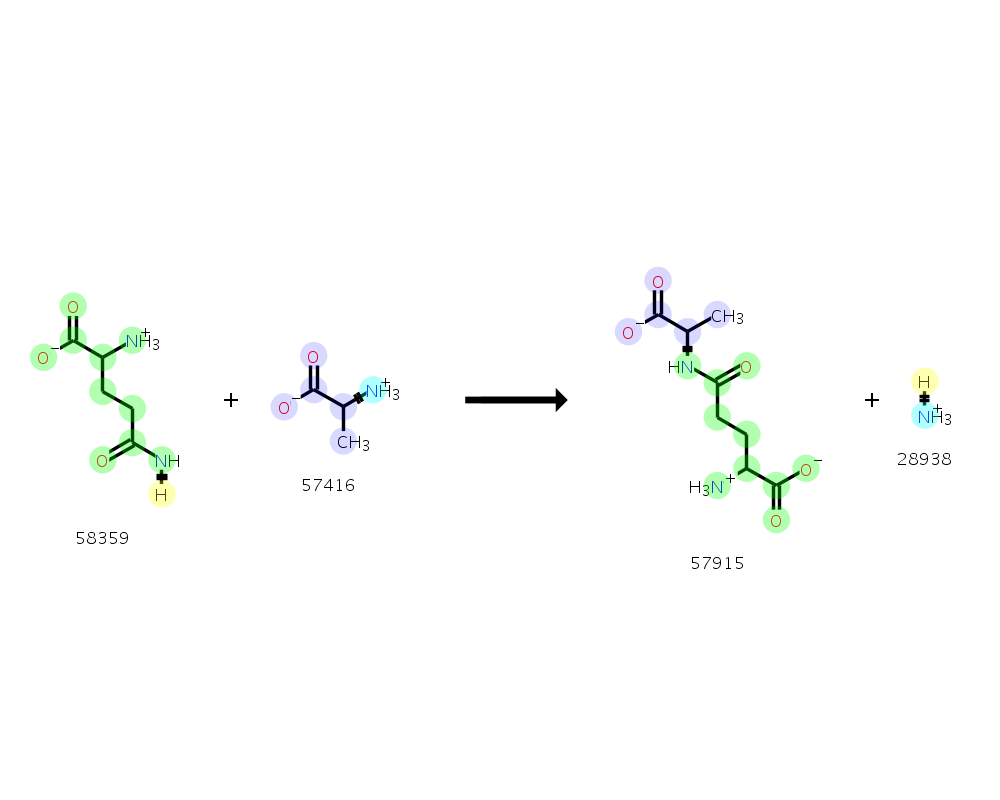 O
O⁻
NH₃⁺
O
NH
H
58359
+
O
O⁻
NH₃⁺
CH₃
57416
O
O⁻
CH₃
HN
O
H₃N⁺
O⁻
O
57915
+
H
NH₃⁺
28938